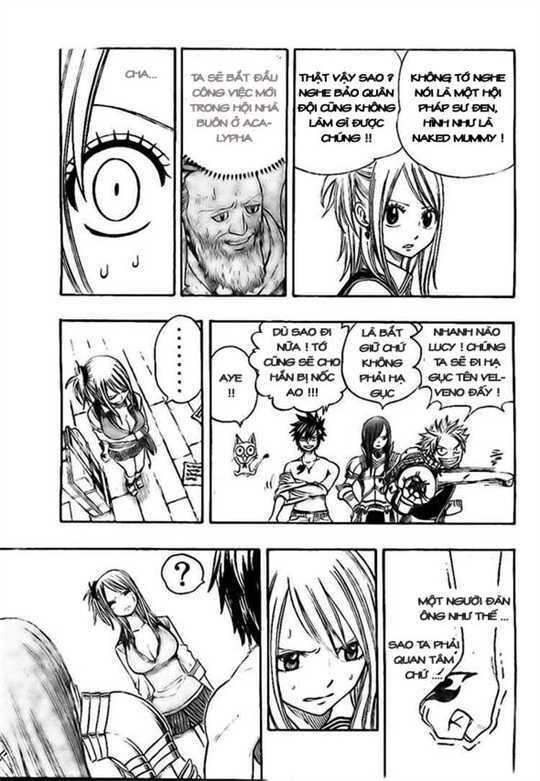 KHÔNG TỚ NGHE
NÓI LÀ MỘT HỘI
PHÁP SƯ ĐEN,
HÌNH NHƯ LÀ
NAKED MUMMY !
THẬT VẬY SAO ?
NGHE BẢO QUÂN
ĐỘI CŨNG KHÔNG
LÀM GÌ ĐƯỢC
CHÚNG !!
TA SẼ BẮT ĐẦU
CÔNG VIỆC MỚI
TRONG HỘI NHÀ
BUÔN Ở ACA-
LYPHA
CHA...
NHANH NÀO
LUCY ! CHÚNG
TA SẼ ĐI HẠ
GỤC TÊN VEL-
VENO ĐẤY !
LÀ BẮT
GIỮ CHỨ
KHÔNG
PHẢI HẠ
GỤC
DÙ SAO ĐI
NỮA ! TỚ
CŨNG SẼ CHO
HẮN BỊ NỐC
AO !!!
AYE
!!
......
MỘT NGƯỜI ĐÀN
ÔNG NHƯ THẾ ...
SAO TA PHẢI
QUAN TÂM
CHỨ ....
?